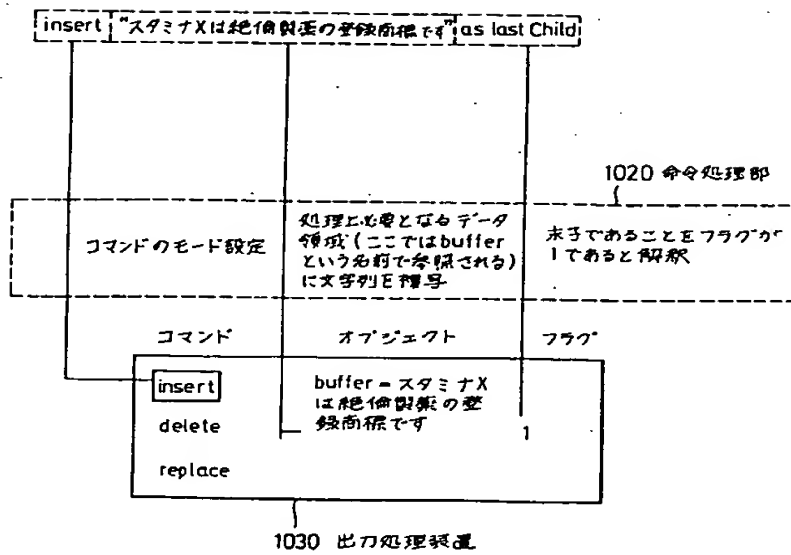 insert "スタミナXは絶倫製薬の登録商標です" as last Child
1020 命令処理部
コマンドのモード設定
処理上必要となるデータ
領域(ここではbuffer
という名前で参照される)
に文字列を複写
末子であることをフラグが
1であると解釈
コマンド オブジェクト フラグ
insert
buffer=スタミナX
は絶倫製薬の登
録商標です
delete
1
replace
1030 出力処理装置